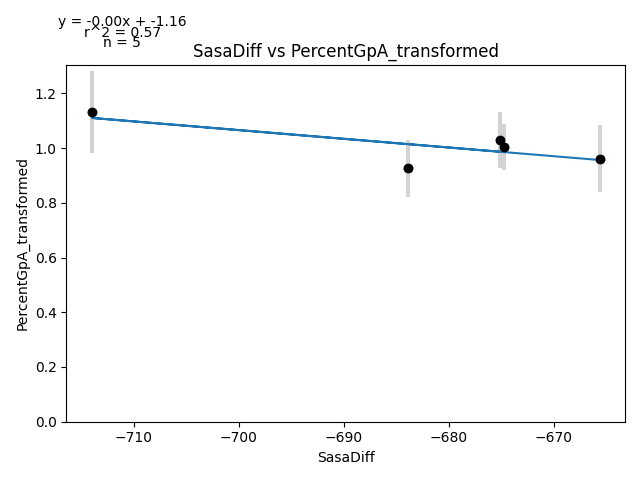 y = -0.00x + -1.16
r^2 = 0.57
n = 5
SasaDiff vs PercentGpA_transformed
1.2
1.0
0.8
0.6
0.4
0.2
0.0
PercentGpA_transformed
−710
−700
−690
−680
−670
SasaDiff